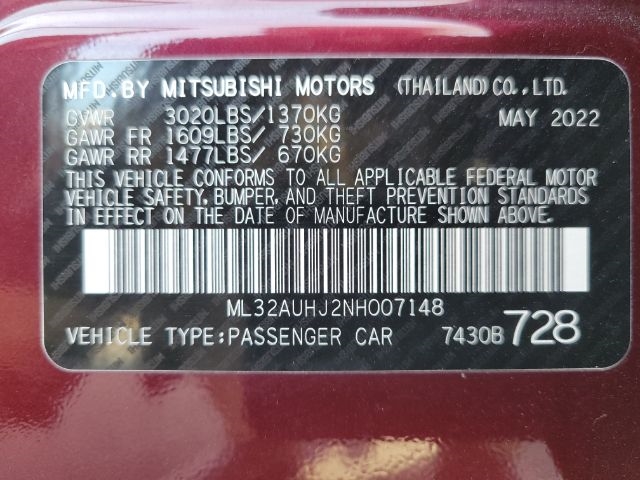 MFD.BY MITSUBISHI MOTORS (THAILAND) CO., LTD.
GVWR 3020LBS/1370KG MAY 2022
GAWR FR 1609LBS/ 730KG
GAWR RR 1477LBS/ 670KG
THIS VEHICLE CONFORMS TO ALL APPLICABLE FEDERAL MOTOR
VEHICLE SAFETY, BUMPER, AND THEFT PREVENTION STANDARDS
IN EFFECT ON THE DATE OF MANUFACTURE SHOWN ABOVE.
ML32AUHJ2NH007148
VEHICLE TYPE:PASSENGER CAR 7430B 728